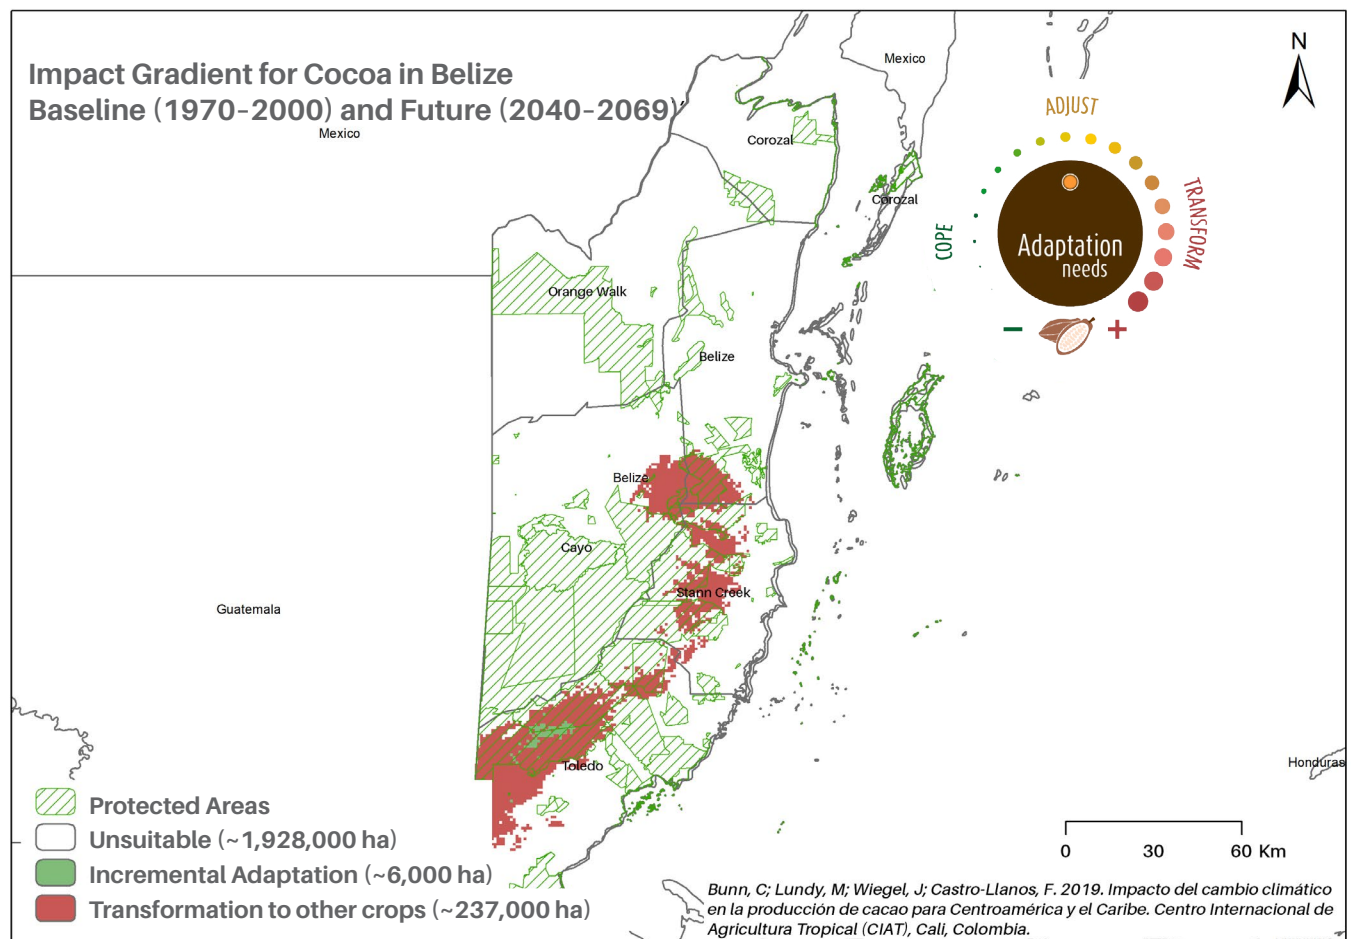 Impact Gradient for Cocoa in Belize
Baseline (1970-2000) and Future (2040-2069)
Mexico
Mexico
N
ADJUST
TRANSFORM
COPE
Adaptation
needs
− +
Corozal
Corozal
Orange Walk
Belize
Belize
Cayo
Stann Creek
Guatemala
Toledo
Honduras
Protected Areas
Unsuitable (~1,928,000 ha)
Incremental Adaptation (~6,000 ha)
Transformation to other crops (~237,000 ha)
0 30 60 Km
Bunn, C; Lundy, M; Wiegel, J; Castro-Llanos, F. 2019. Impacto del cambio climático
en la producción de cacao para Centroamérica y el Caribe. Centro Internacional de
Agricultura Tropical (CIAT), Cali, Colombia.